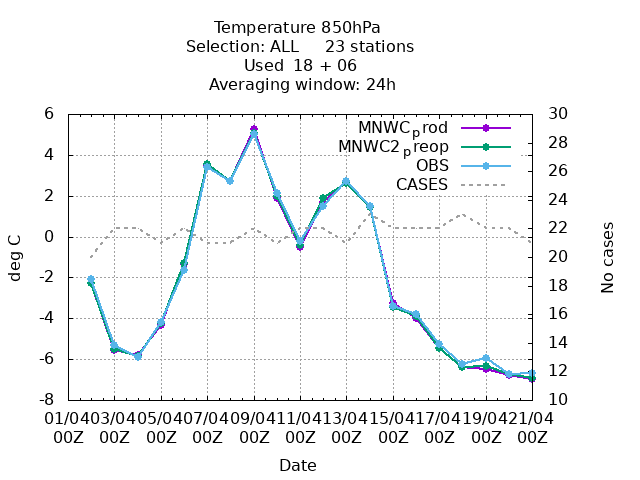 Temperature 850hPa
Selection: ALL 23 stations
Used 18 + 06
Averaging window: 24h
MNWC_prod
MNWC2_preop
OBS
CASES
6
4
2
0
-2
-4
-6
-8
30
28
26
24
22
20
18
16
14
12
10
deg C
No cases
01/04 03/04 05/04 07/04 09/04 11/04 13/04 15/04 17/04 19/04 21/04
00Z 00Z 00Z 00Z 00Z 00Z 00Z 00Z 00Z 00Z 00Z
Date